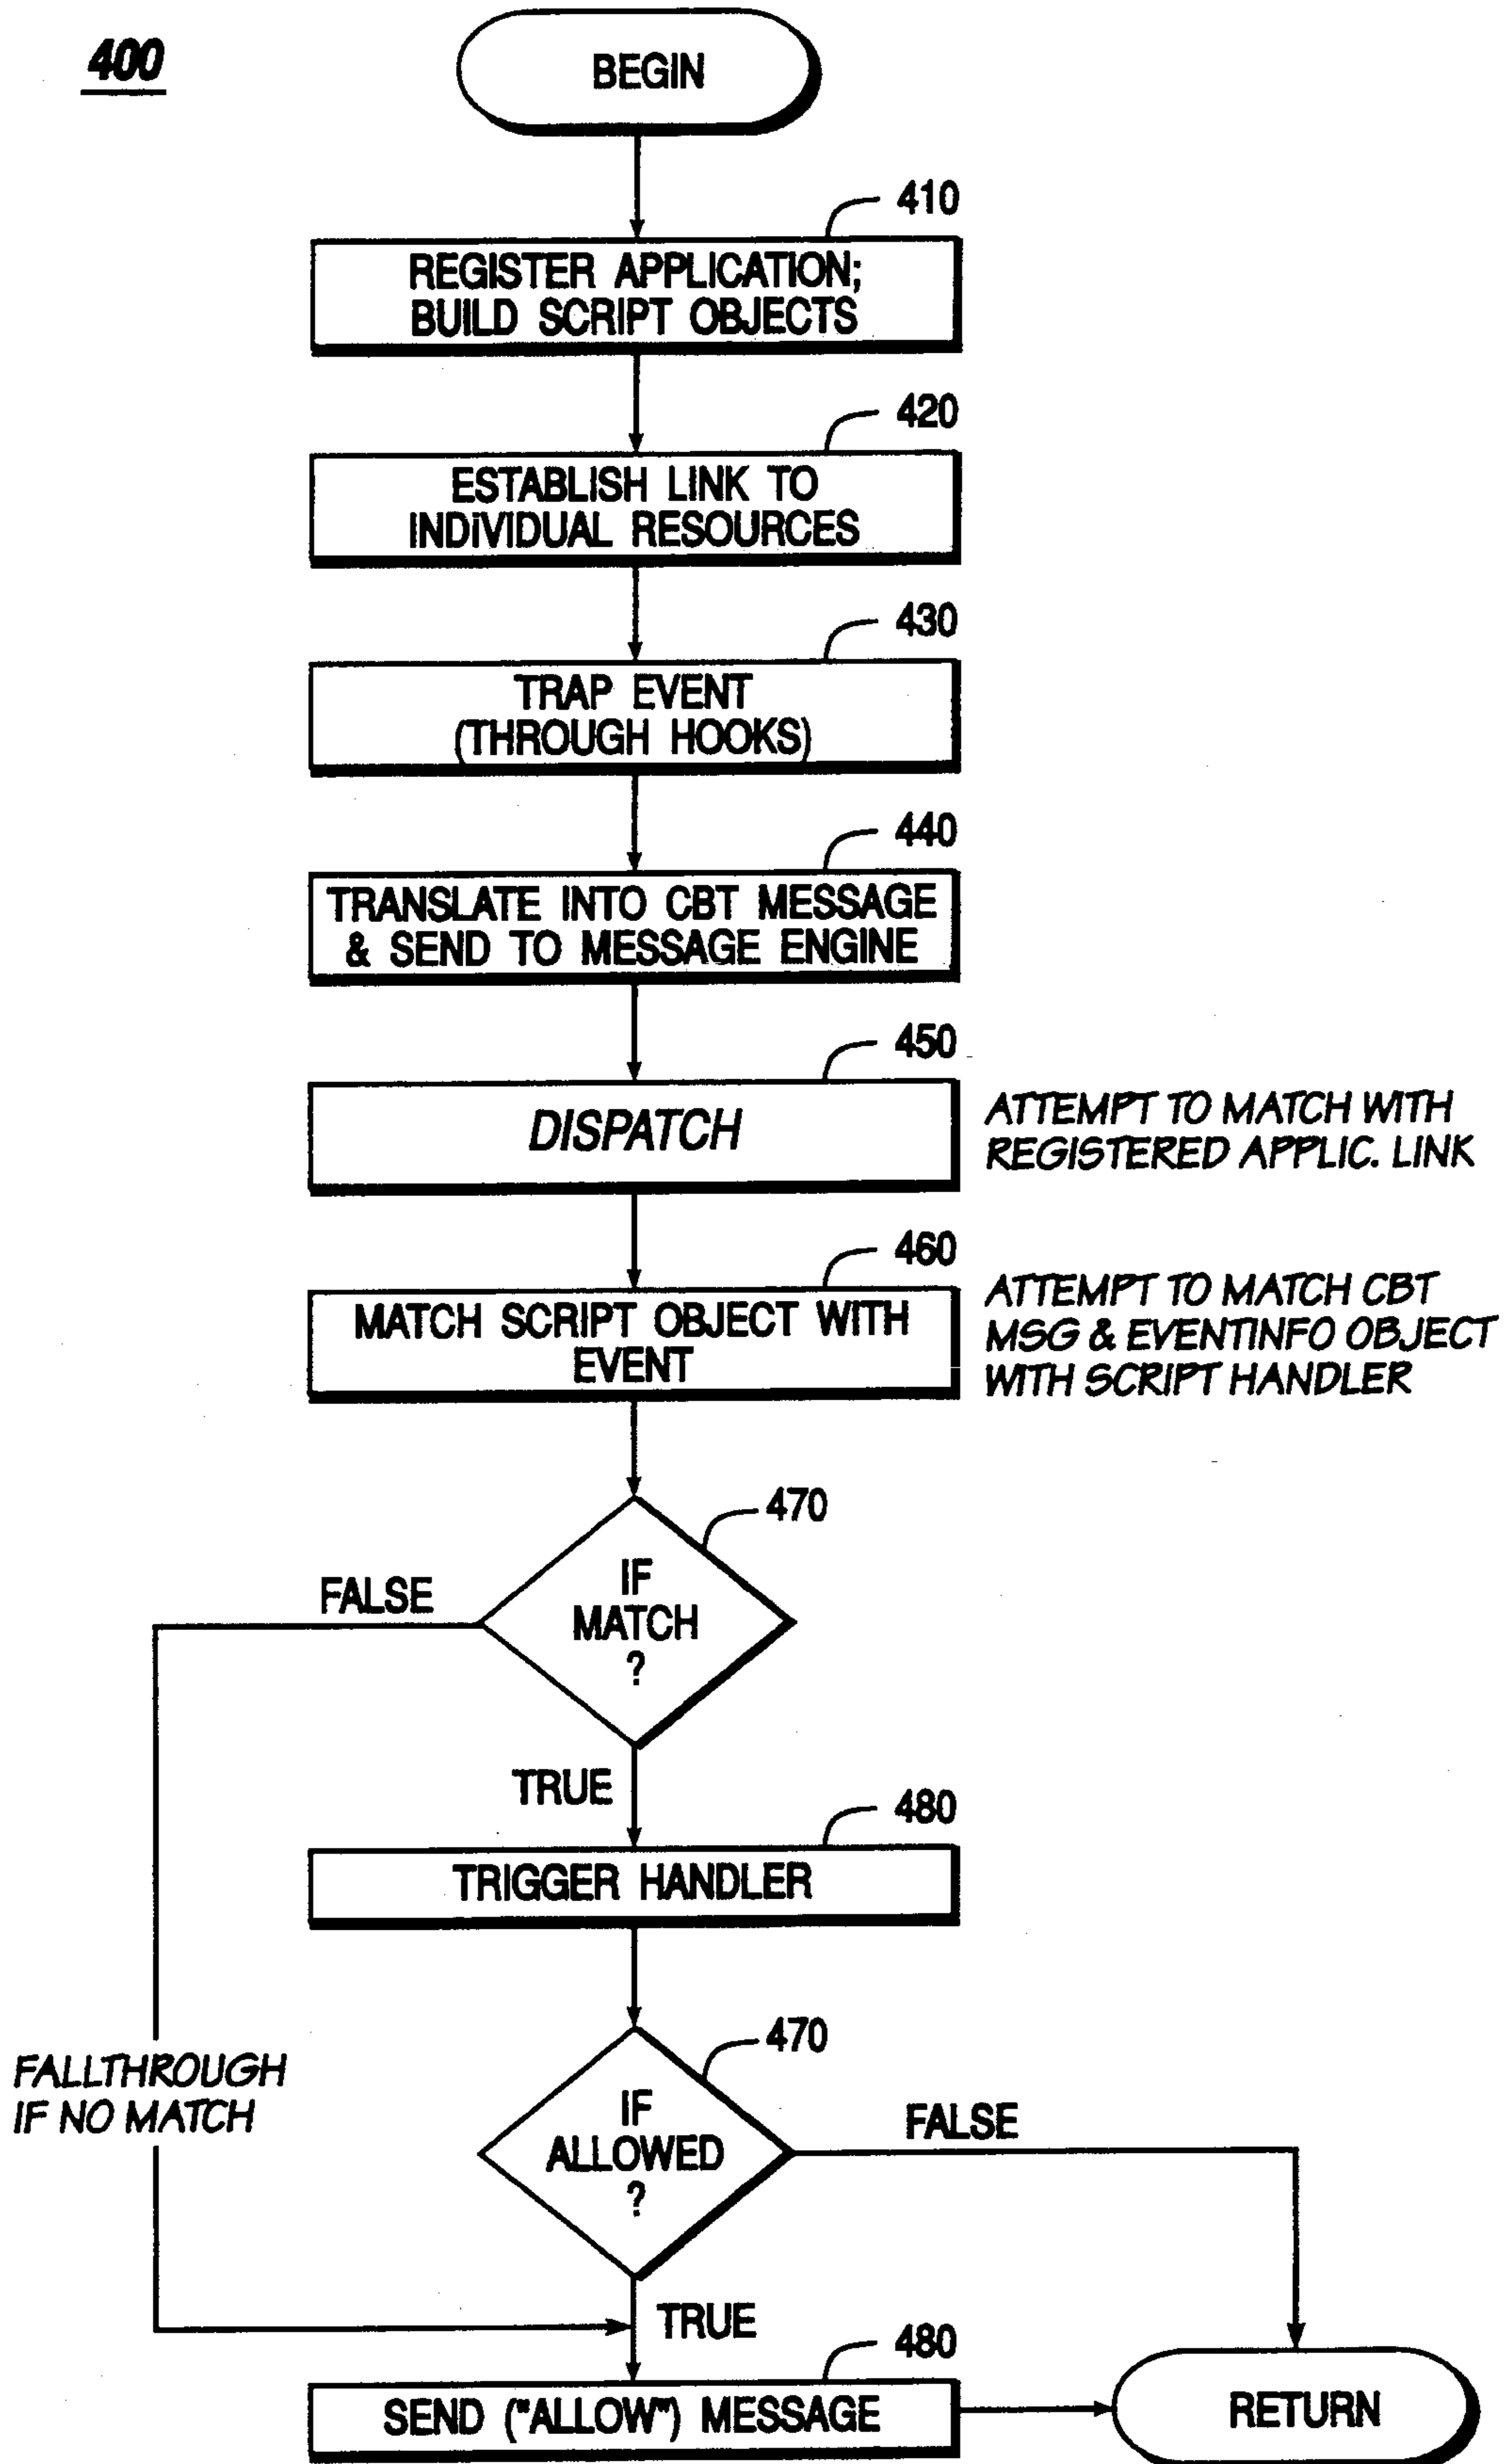 400
BEGIN
410
REGISTER APPLICATION;
BUILD SCRIPT OBJECTS
420
ESTABLISH LINK TO
INDIVIDUAL RESOURCES
430
TRAP EVENT
(THROUGH HOOKS)
440
TRANSLATE INTO CBT MESSAGE
& SEND TO MESSAGE ENGINE
450
DISPATCH
ATTEMPT TO MATCH WITH
REGISTERED APPLIC. LINK
460
MATCH SCRIPT OBJECT WITH
EVENT
ATTEMPT TO MATCH CBT
MSG & EVENTINFO OBJECT
WITH SCRIPT HANDLER
470
IF
MATCH
?
FALSE
TRUE
480
TRIGGER HANDLER
FALLTHROUGH
IF NO MATCH
470
IF
ALLOWED
?
FALSE
TRUE
480
SEND ("ALLOW") MESSAGE
RETURN